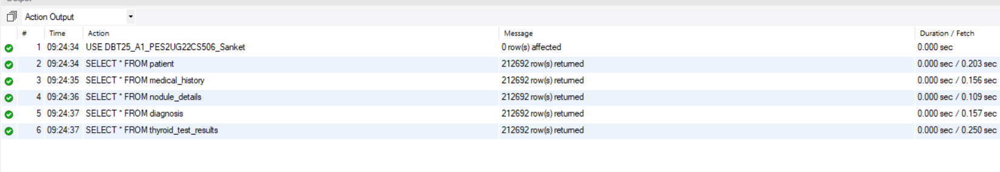 Output
Action Output
# Time Action Message Duration / Fetch
1 09:24:34 USE DBT25_A1_PES2UG22CS506_Sanket 0 row(s) affected 0.000 sec
2 09:24:34 SELECT * FROM patient 212692 row(s) returned 0.000 sec / 0.203 sec
3 09:24:35 SELECT * FROM medical_history 212692 row(s) returned 0.000 sec / 0.156 sec
4 09:24:36 SELECT * FROM nodule_details 212692 row(s) returned 0.000 sec / 0.109 sec
5 09:24:37 SELECT * FROM diagnosis 212692 row(s) returned 0.000 sec / 0.157 sec
6 09:24:37 SELECT * FROM thyroid_test_results 212692 row(s) returned 0.000 sec / 0.250 sec